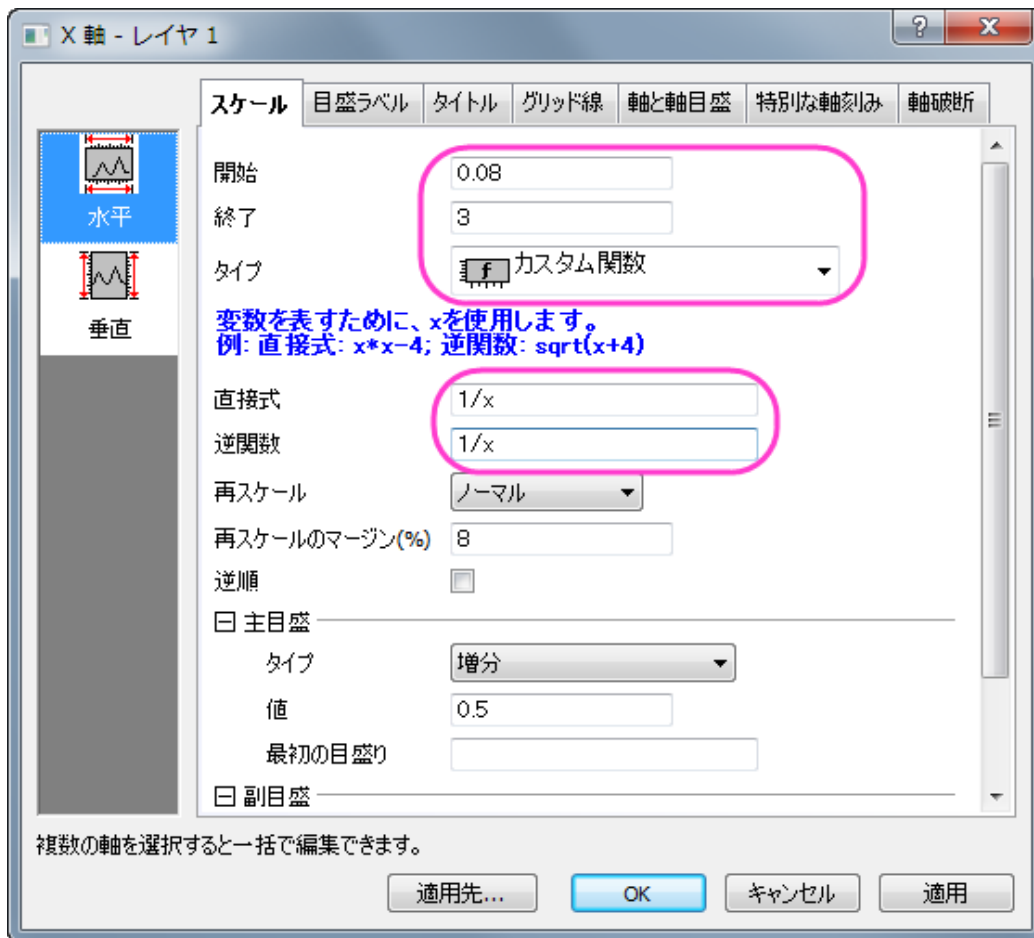 X 軸 - レイヤ 1
?
スケール 目盛ラベル タイトル グリッド線 軸と軸目盛 特別な軸刻み 軸破断
水平
垂直
開始 0.08
終了 3
タイプ f カスタム関数
変数を表すために、xを使用します。
例: 直接式: x*x-4; 逆関数: sqrt(x+4)
直接式 1/x
逆関数 1/x
再スケール ノーマル
再スケールのマージン(%) 8
逆順
主目盛
タイプ 増分
値 0.5
最初の目盛り
副目盛
複数の軸を選択すると一括で編集できます。
適用先... OK キャンセル 適用